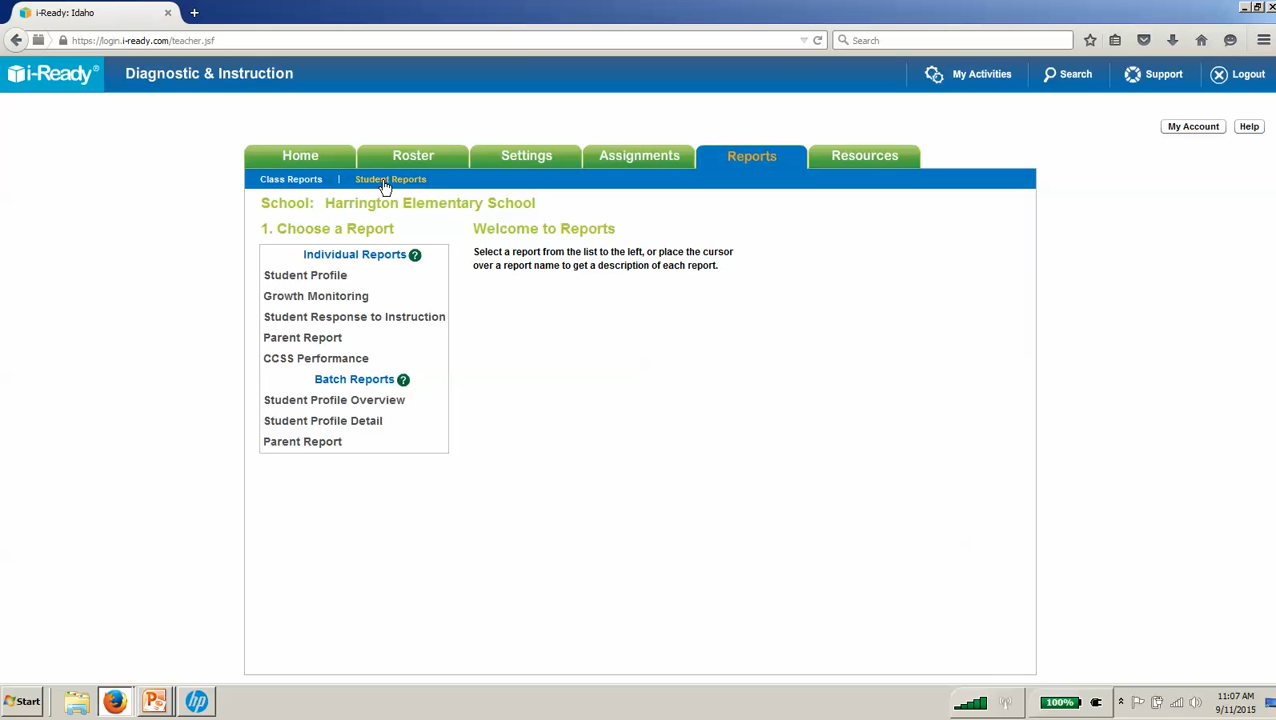 i-Ready: Idaho
https://login.i-ready.com/teacher.jsf
Search
i-Ready
Diagnostic & Instruction
My Activities
Search
Support
Logout
My Account
Help
Home
Roster
Settings
Assignments
Reports
Resources
Class Reports | Student Reports
School: Harrington Elementary School
1. Choose a Report
Individual Reports ?
Student Profile
Growth Monitoring
Student Response to Instruction
Parent Report
CCSS Performance
Batch Reports ?
Student Profile Overview
Student Profile Detail
Parent Report
Welcome to Reports
Select a report from the list to the left, or place the cursor
over a report name to get a description of each report.
Start
hp
100%
11:07 AM
9/11/2015